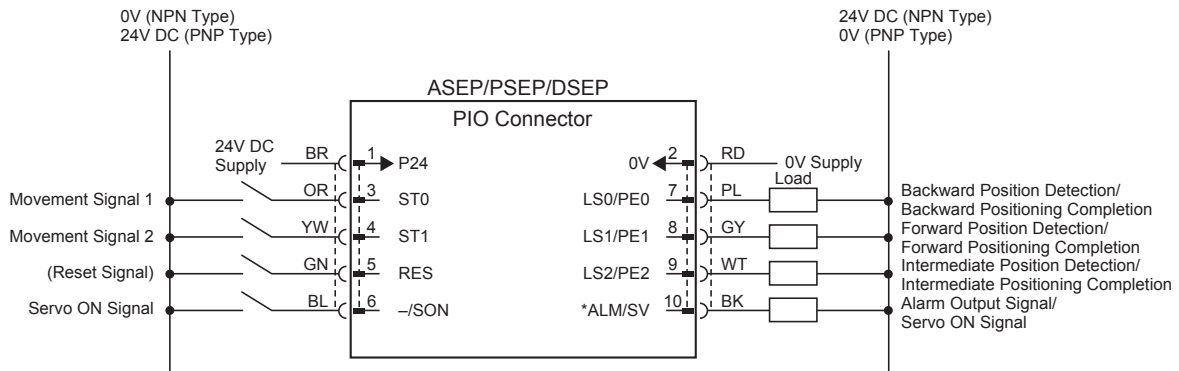 0V (NPN Type)
24V DC (PNP Type)
24V DC (NPN Type)
0V (PNP Type)
ASEP/PSEP/DSEP
PIO Connector
24V DC
Supply
BR
1
P24
0V
2
RD
0V Supply
Load
Movement Signal 1
OR
3
ST0
LS0/PE0
7
PL
Backward Position Detection/
Backward Positioning Completion
Movement Signal 2
YW
4
ST1
LS1/PE1
8
GY
Forward Position Detection/
Forward Positioning Completion
(Reset Signal)
GN
5
RES
LS2/PE2
9
WT
Intermediate Position Detection/
Intermediate Positioning Completion
Servo ON Signal
BL
6
–/SON
*ALM/SV
10
BK
Alarm Output Signal/
Servo ON Signal